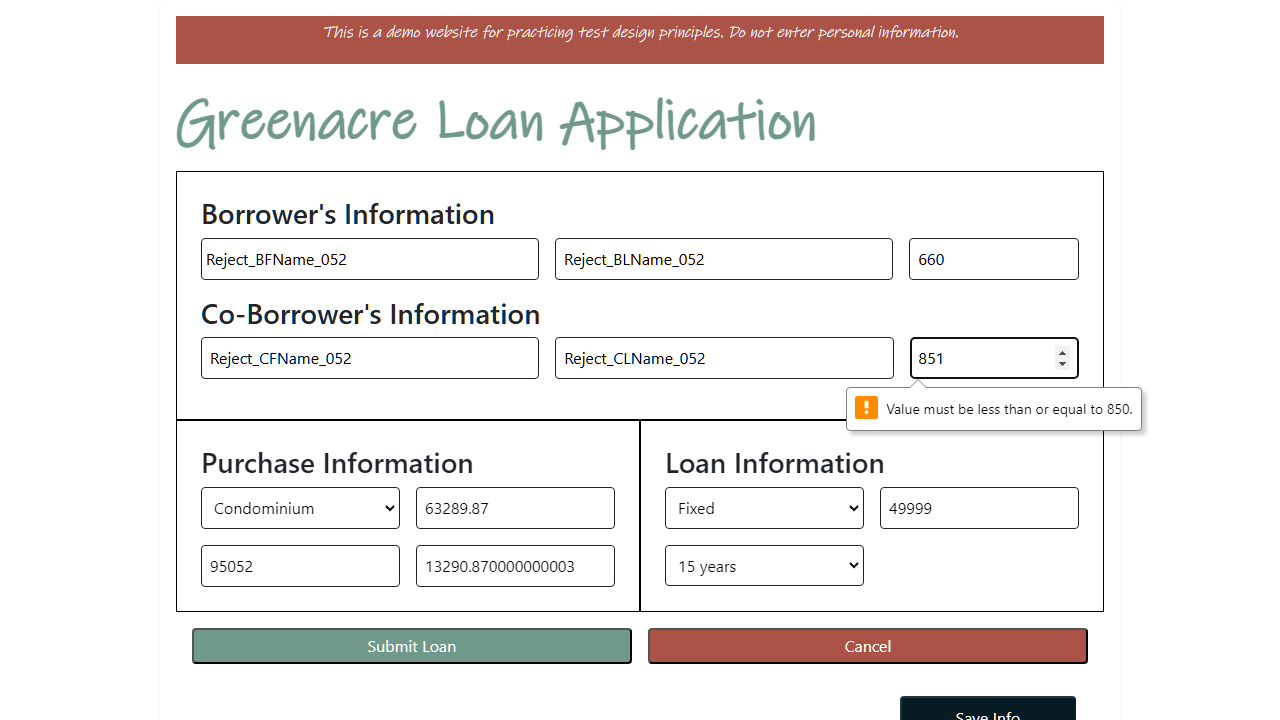 This is a demo website for practicing test design principles. Do not enter personal information.
Greenacre Loan Application
Borrower's Information
Reject_BFName_052 Reject_BLName_052 660
Co-Borrower's Information
Reject_CFName_052 Reject_CLName_052 851
Value must be less than or equal to 850.
Purchase Information
Condominium 63289.87
95052 13290.870000000003
Loan Information
Fixed 49999
15 years
Submit Loan Cancel
Save Info